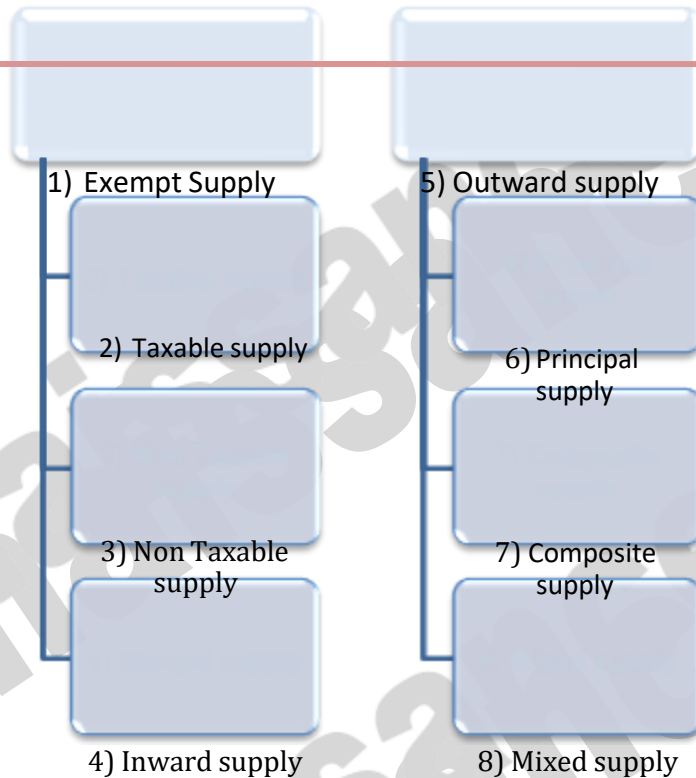 1) Exempt Supply
2) Taxable supply
3) Non Taxable
supply
4) Inward supply
5) Outward supply
6) Principal
supply
7) Composite
supply
8) Mixed supply